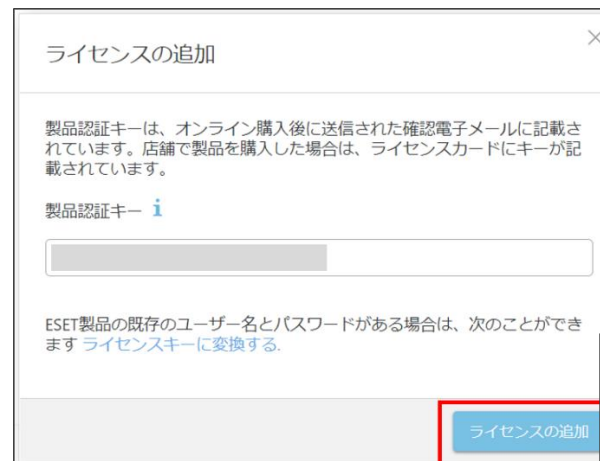 ライセンスの追加
製品認証キーは、オンライン購入後に送信された確認電子メールに記載さ
れています。店舗で製品を購入した場合は、ライセンスカードにキーが記
載されています。
製品認証キー i
ESET製品の既存のユーザー名とパスワードがある場合は、次のことができ
ます ライセンスキーに変換する.
ライセンスの追加